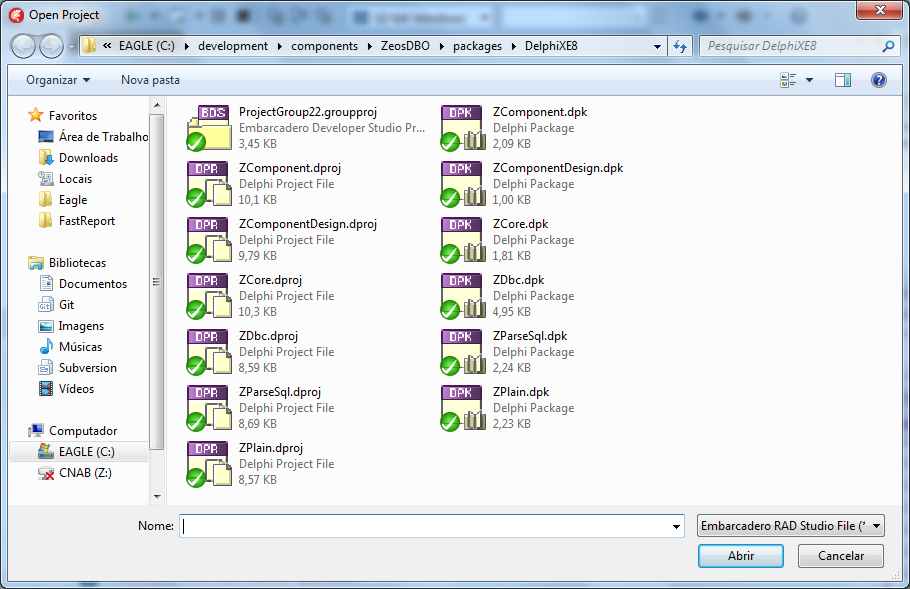 Open Project
32-bit Windows
« EAGLE (C:) ▸ development ▸ components ▸ ZeosDBO ▸ packages ▸ DelphiXE8
Pesquisar DelphiXE8
Organizar
Nova pasta
Favoritos
Área de Trabalho
Downloads
Locais
Eagle
FastReport
Bibliotecas
Documentos
Git
Imagens
Músicas
Subversion
Vídeos
Computador
EAGLE (C:)
CNAB (Z:)
BDS
ProjectGroup22.groupproj
Embarcadero Developer Studio Pr...
3,45 KB
DPR
ZComponent.dproj
Delphi Project File
10,1 KB
DPR
ZComponentDesign.dproj
Delphi Project File
9,79 KB
DPR
ZCore.dproj
Delphi Project File
10,3 KB
DPR
ZDbc.dproj
Delphi Project File
8,59 KB
DPR
ZParseSql.dproj
Delphi Project File
8,69 KB
DPR
ZPlain.dproj
Delphi Project File
8,57 KB
DPK
ZComponent.dpk
Delphi Package
2,09 KB
DPK
ZComponentDesign.dpk
Delphi Package
1,00 KB
DPK
ZCore.dpk
Delphi Package
1,81 KB
DPK
ZDbc.dpk
Delphi Package
4,95 KB
DPK
ZParseSql.dpk
Delphi Package
2,24 KB
DPK
ZPlain.dpk
Delphi Package
2,23 KB
Nome:
Embarcadero RAD Studio File (*
Abrir
Cancelar